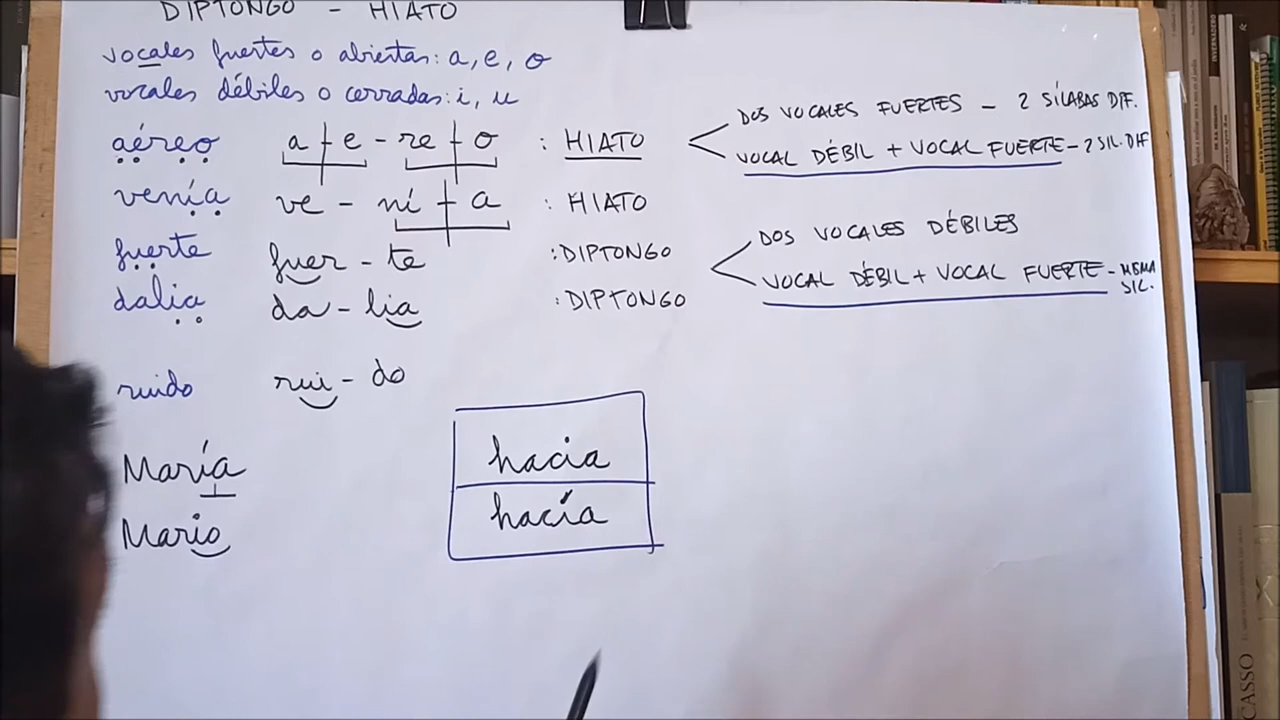 DIPTONGO - HIATO
vocales fuertes o abiertas: a, e, o
vocales débiles o cerradas: i, u
aéreo a - e - re - o : HIATO
DOS VOCALES FUERTES - 2 SÍLABAS DIF.
VOCAL DÉBIL + VOCAL FUERTE - 2 SIL. DIF
venía ve - ní - a : HIATO
fuerte fuer - te : DIPTONGO
DOS VOCALES DÉBILES
VOCAL DÉBIL + VOCAL FUERTE - MISMA SIL.
dalia da - lia : DIPTONGO
ruido rui - do
María
Mario
hacia
hacía
INVERNADERO
CASSO